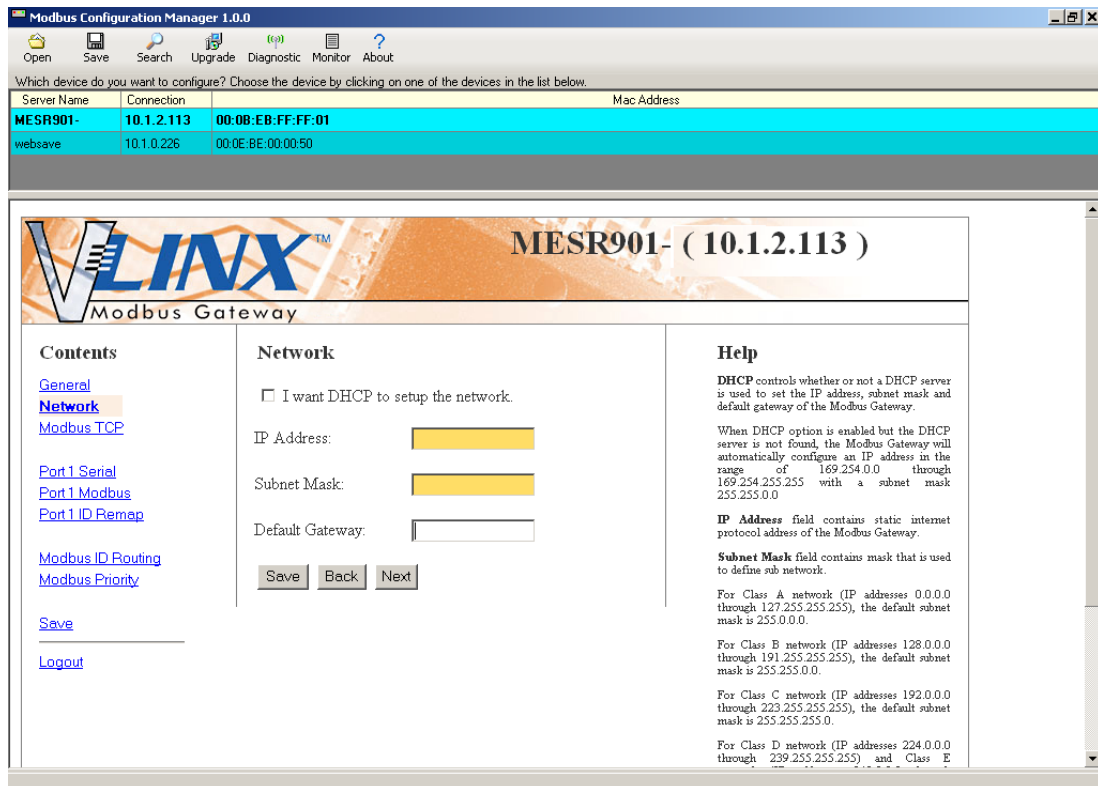 Modbus Configuration Manager 1.0.0
Open Save Search Upgrade Diagnostic Monitor About
Which device do you want to configure? Choose the device by clicking on one of the devices in the list below.
Server Name Connection Mac Address
MESR901- 10.1.2.113 00:0B:EB:FF:FF:01
websave 10.1.0.226 00:0E:BE:00:00:50
VLINX™
Modbus Gateway
MESR901- ( 10.1.2.113 )
Contents
General
Network
Modbus TCP
Port1 Serial
Port1 Modbus
Port1 ID Remap
Modbus ID Routing
Modbus Priority
Save
Logout
Network
I want DHCP to setup the network.
IP Address:
Subnet Mask:
Default Gateway:
Save Back Next
Help
DHCP controls whether or not a DHCP server
is used to set the IP address, subnet mask and
default gateway of the Modbus Gateway.
When DHCP option is enabled but the DHCP
server is not found, the Modbus Gateway will
automatically configure an IP address in the
range of 169.254.0.0 through
169.254.255.255 with a subnet mask
255.255.0.0
IP Address field contains static internet
protocol address of the Modbus Gateway.
Subnet Mask field contains mask that is used
to define sub network.
For Class A network (IP addresses 0.0.0.0
through 127.255.255.255), the default subnet
mask is 255.0.0.0.
For Class B network (IP addresses 128.0.0.0
through 191.255.255.255), the default subnet
mask is 255.255.0.0.
For Class C network (IP addresses 192.0.0.0
through 223.255.255.255), the default subnet
mask is 255.255.255.0.
For Class D network (IP addresses 224.0.0.0
through 239.255.255.255) and Class E